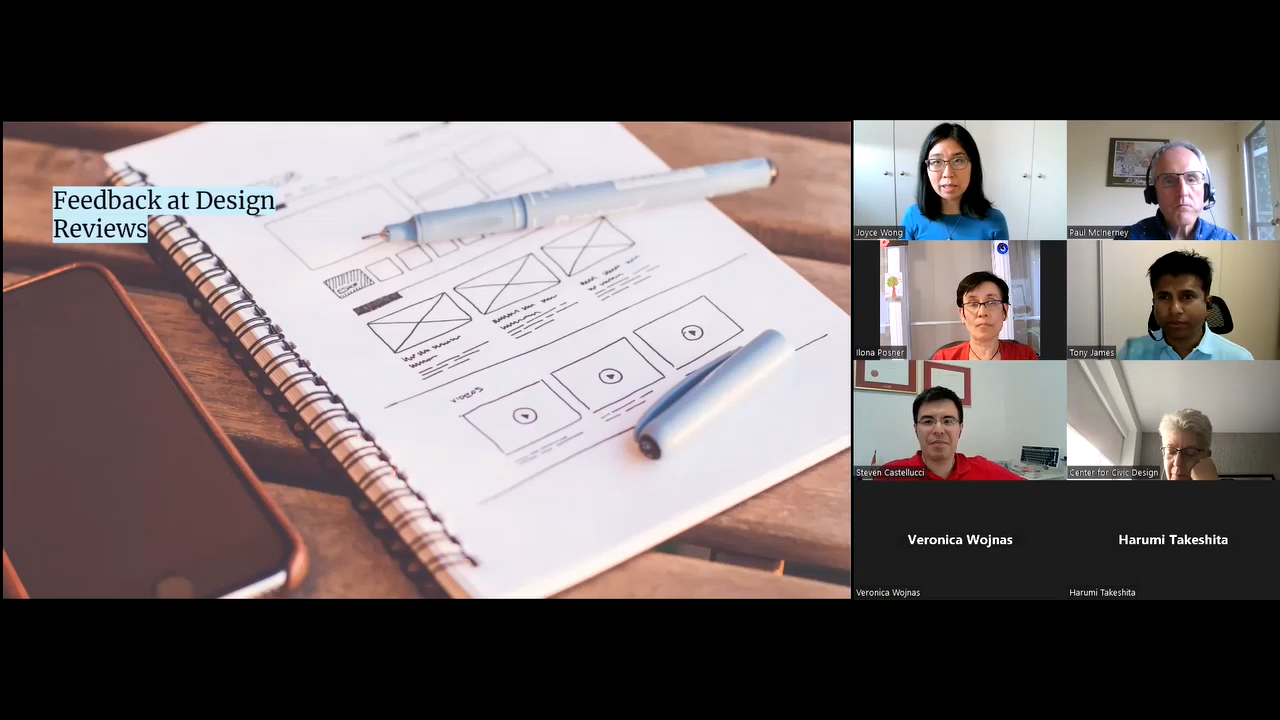 Feedback at Design
Reviews
VIDEOS
Joyce Wong
Paul McInerney
Ilona Posner
Tony James
Steven Castellucci
Center for Civic Design
Veronica Wojnas
Harumi Takeshita
Veronica Wojnas
Harumi Takeshita